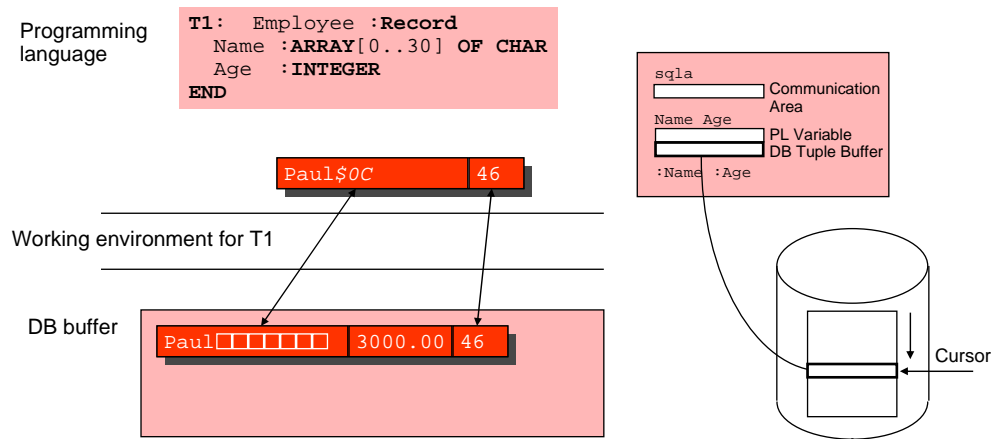 Programming
language
T1: Employee :Record
Name :ARRAY[0..30] OF CHAR
Age :INTEGER
END
Paul$0C 46
Working environment for T1
DB buffer
Paul 3000.00 46
sqla
Communication
Area
Name Age
PL Variable
DB Tuple Buffer
:Name :Age
Cursor